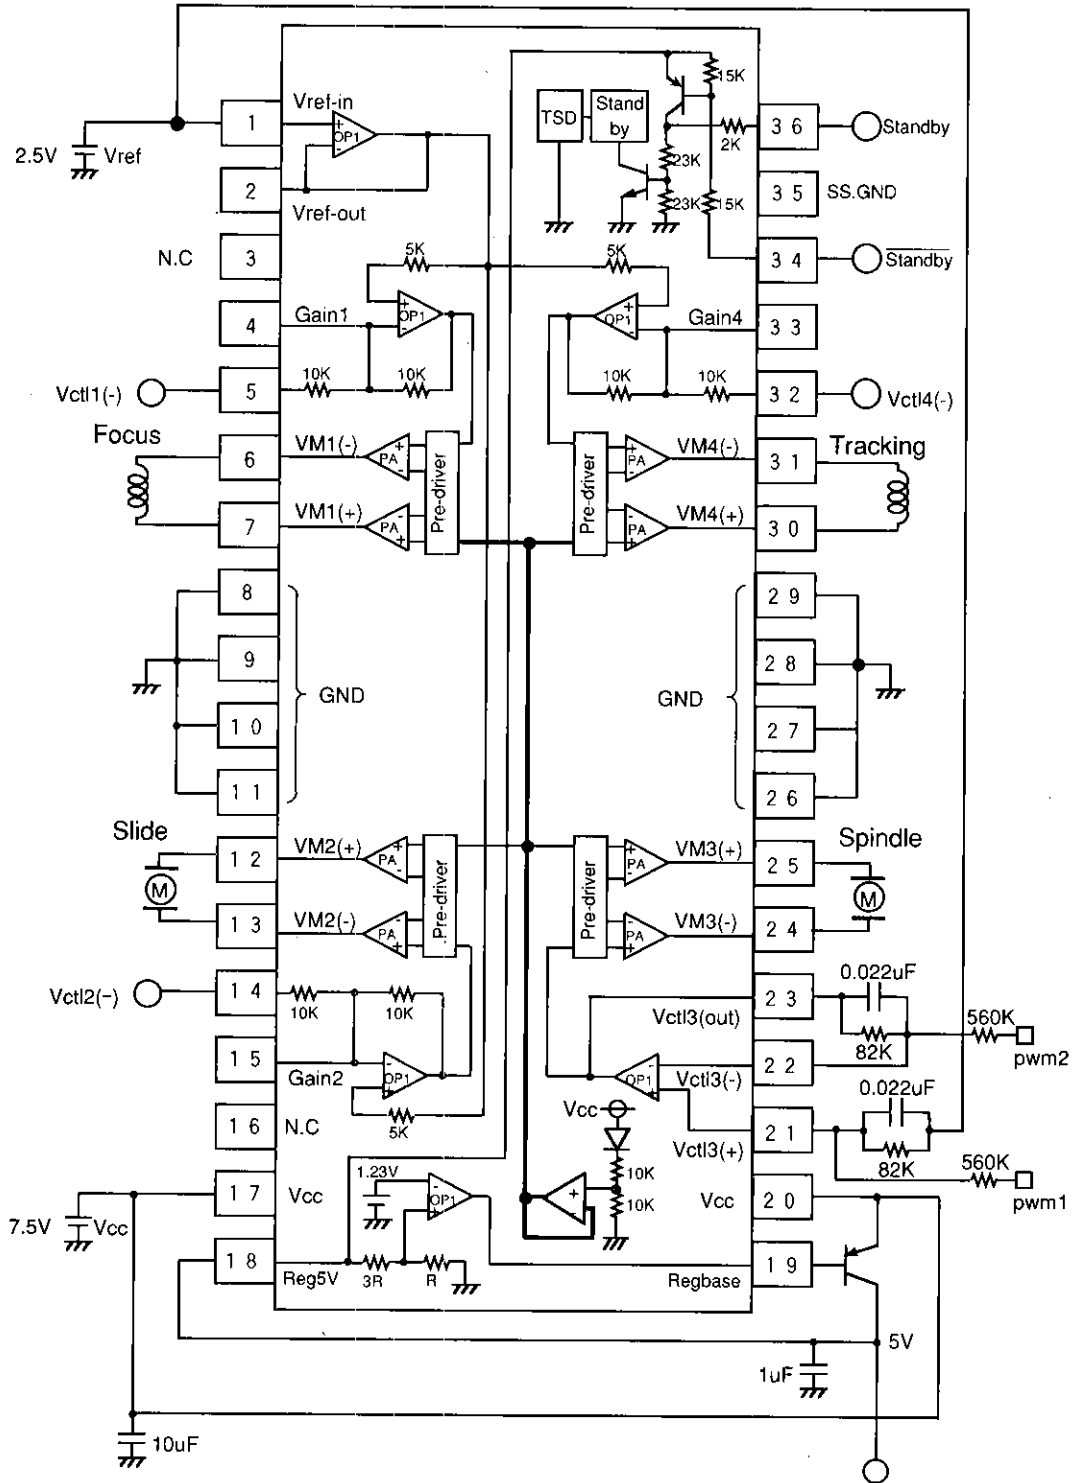 2.5V
Vref
1
Vref-in
+
OP1
-
2
Vref-out
N.C
3
4
Gain1
5K
+
OP1
-
Vctl1(-)
5
10K
10K
Focus
6
VM1(-)
+
PA
-
Pre-driver
7
VM1(+)
-
PA
+
8
9
10
11
GND
Slide
M
12
VM2(+)
+
PA
-
Pre-driver
13
VM2(-)
-
PA
+
Vctl2(-)
14
10K
10K
15
Gain2
-
OP1
+
5K
16
N.C
7.5V
Vcc
17
Vcc
18
Reg5V
1.23V
-
OP1
+
3R
R
10uF
TSD
Stand
by
15K
2K
23K
23K
15K
36
Standby
35
SS.GND
34
Standby
5K
+
OP1
-
Gain4
33
10K
10K
32
Vctl4(-)
Pre-driver
+
PA
-
VM4(-)
31
Tracking
-
PA
+
VM4(+)
30
29
28
27
26
GND
Pre-driver
+
PA
-
VM3(+)
25
Spindle
M
-
PA
+
VM3(-)
24
23
Vctl3(out)
0.022uF
82K
560K
pwm2
22
Vctl3(-)
-
OP1
+
21
Vctl3(+)
0.022uF
82K
560K
pwm1
Vcc
10K
10K
+
-
20
Vcc
19
Regbase
5V
1uF